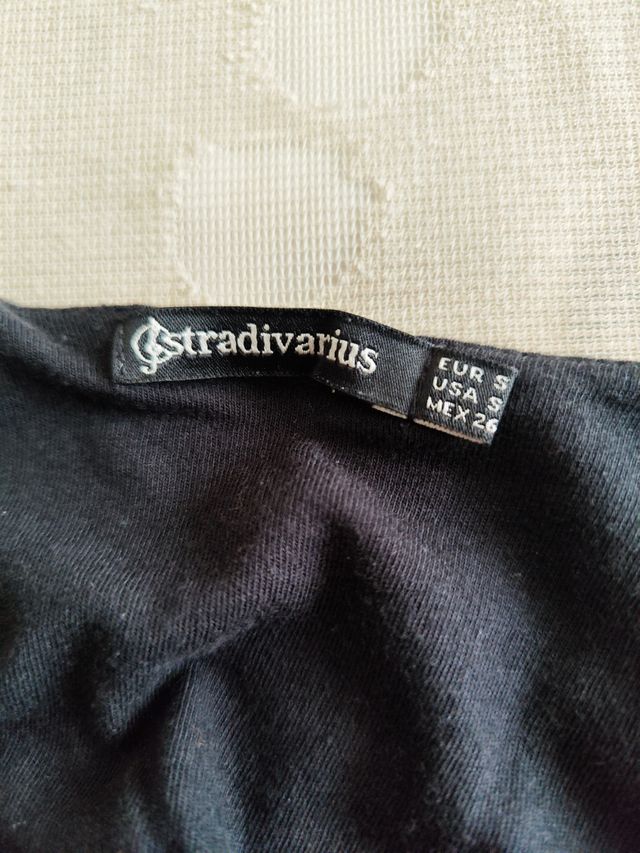 stradivarius
EUR S
USA S
MEX 26